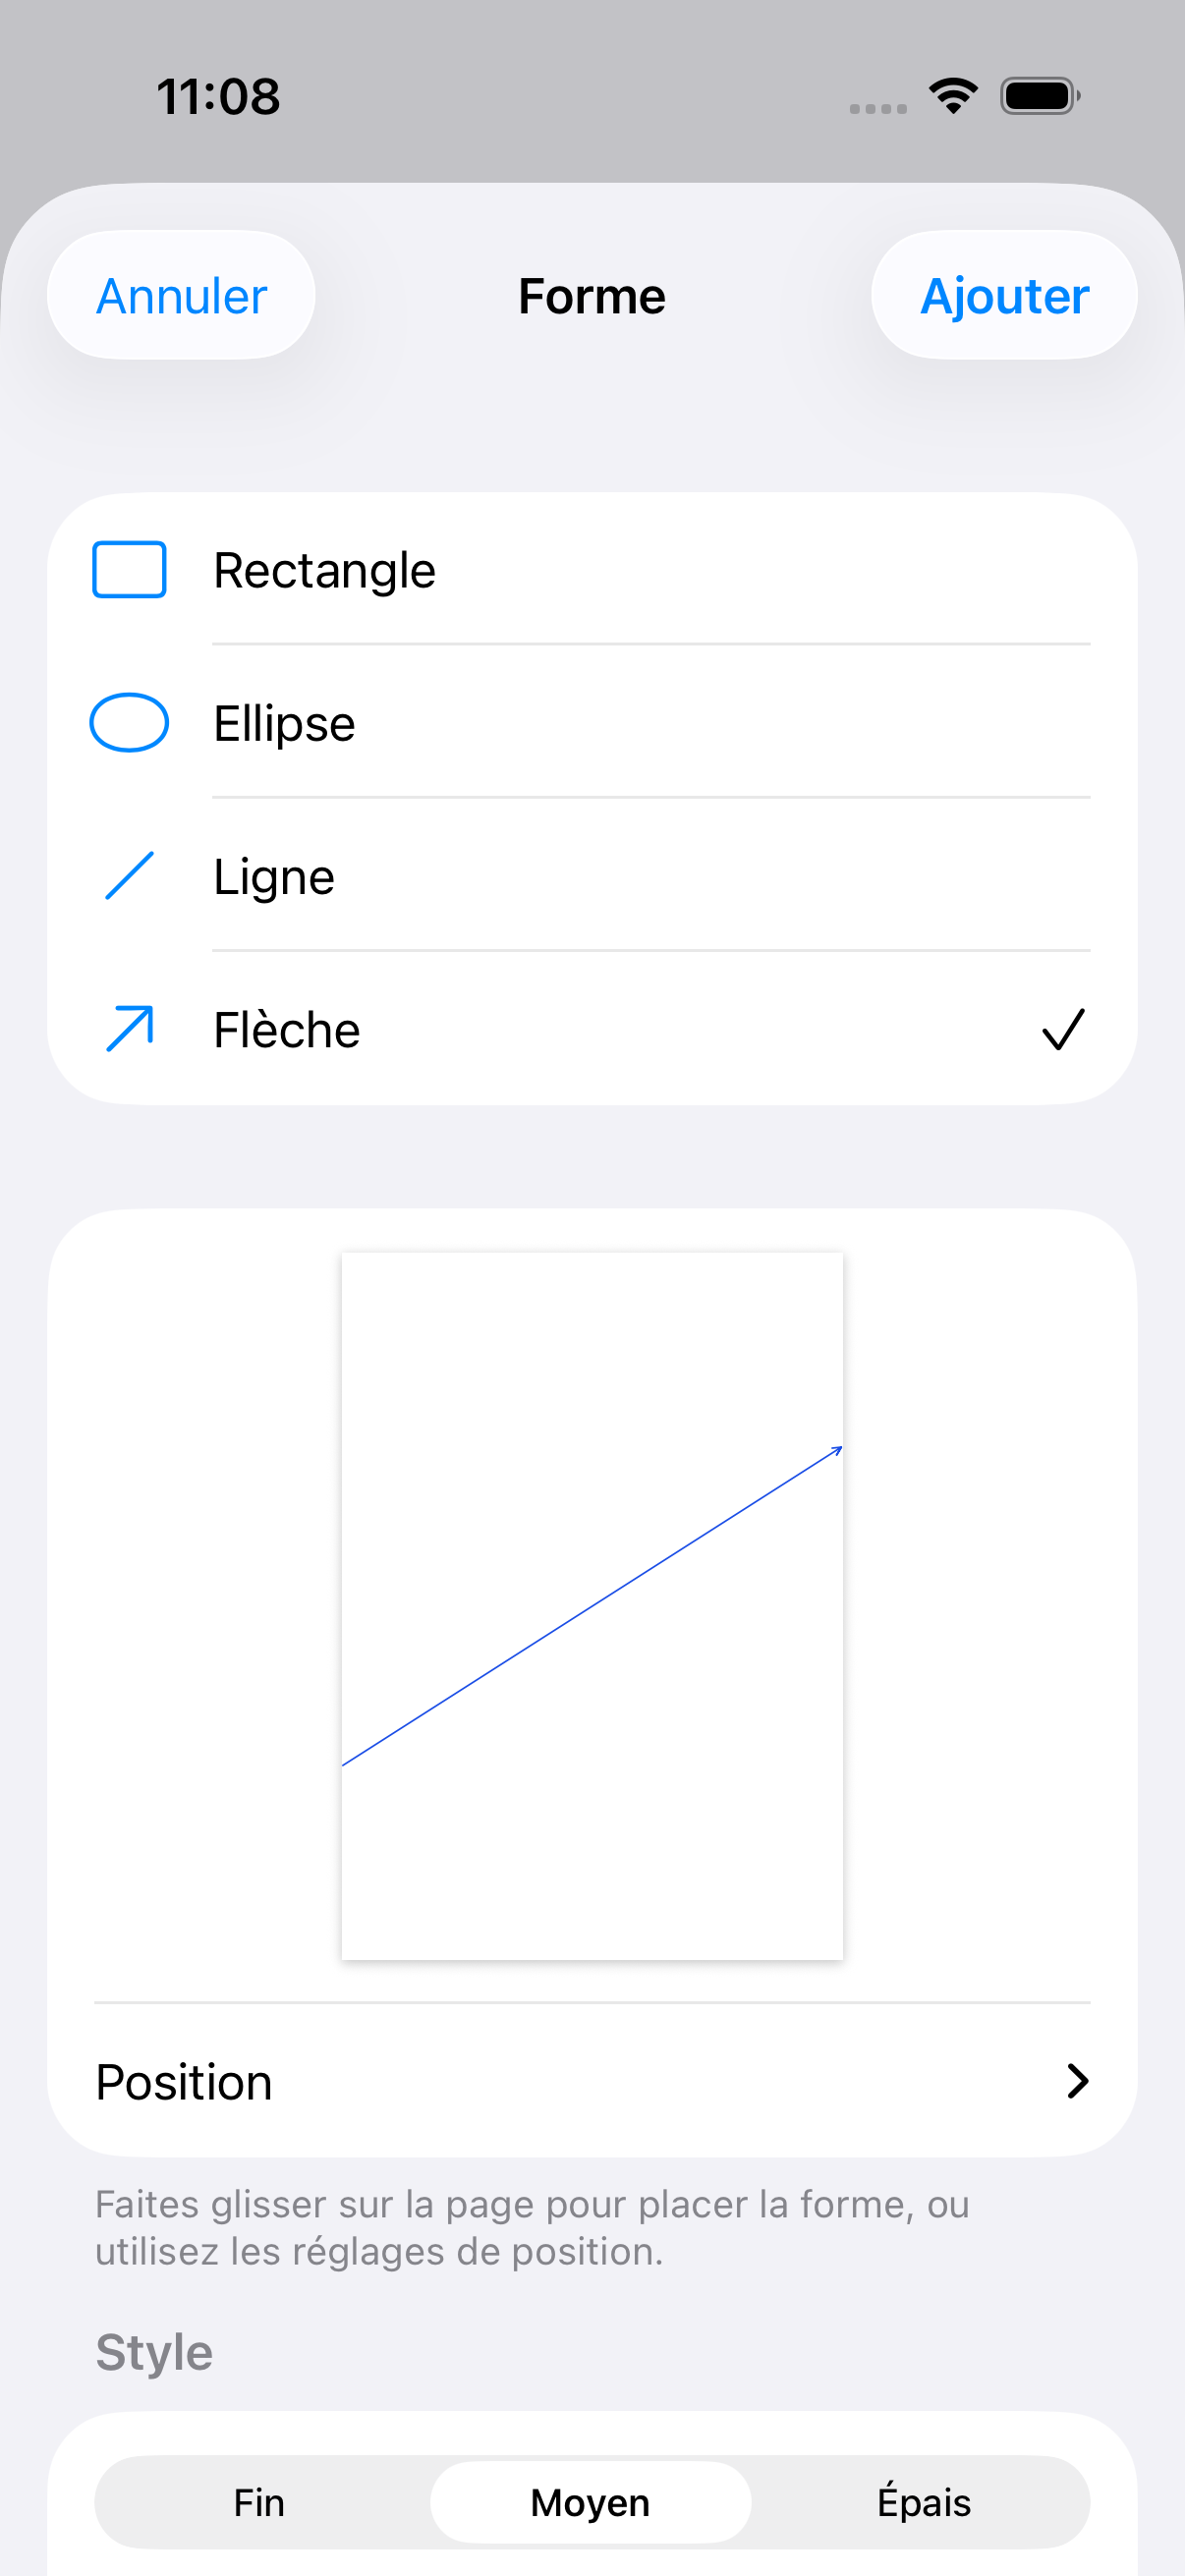 11:08
Annuler
Forme
Ajouter
Rectangle
Ellipse
Ligne
Flèche
Position
Faites glisser sur la page pour placer la forme, ou
utilisez les réglages de position.
Style
Fin
Moyen
Épais